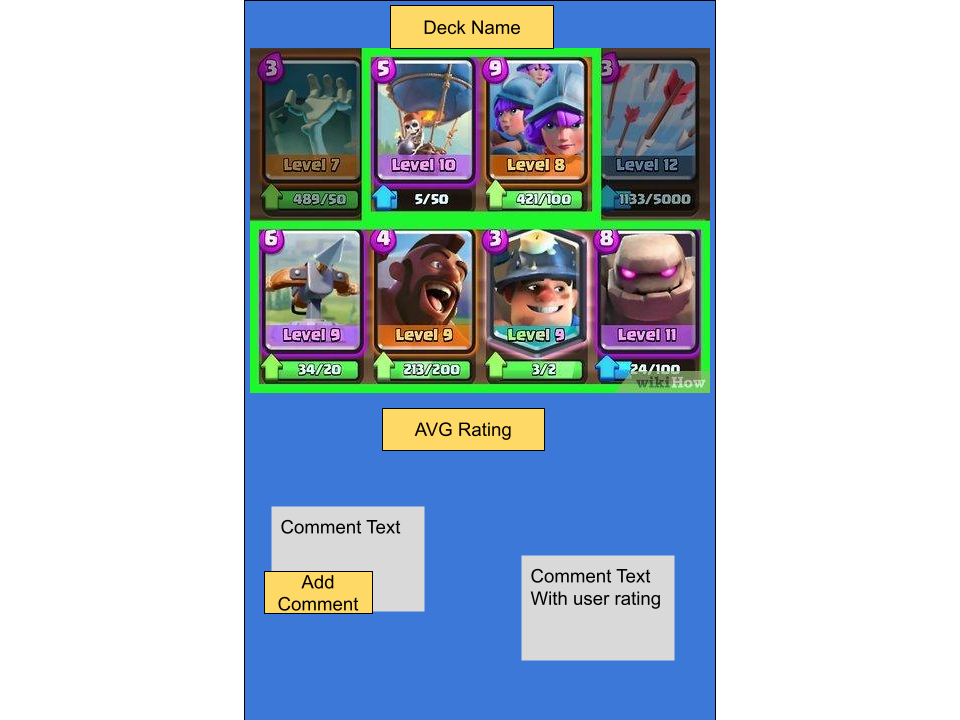 Deck Name
3 5 9 3
Level 7 Level 10 Level 8 Level 12
489/50 5/50 421/100 1133/5000
6 4 3 8
Level 9 Level 9 Level 9 Level 11
34/20 213/200 3/2 24/100
wikiHow
AVG Rating
Comment Text
Add
Comment
Comment Text
With user rating